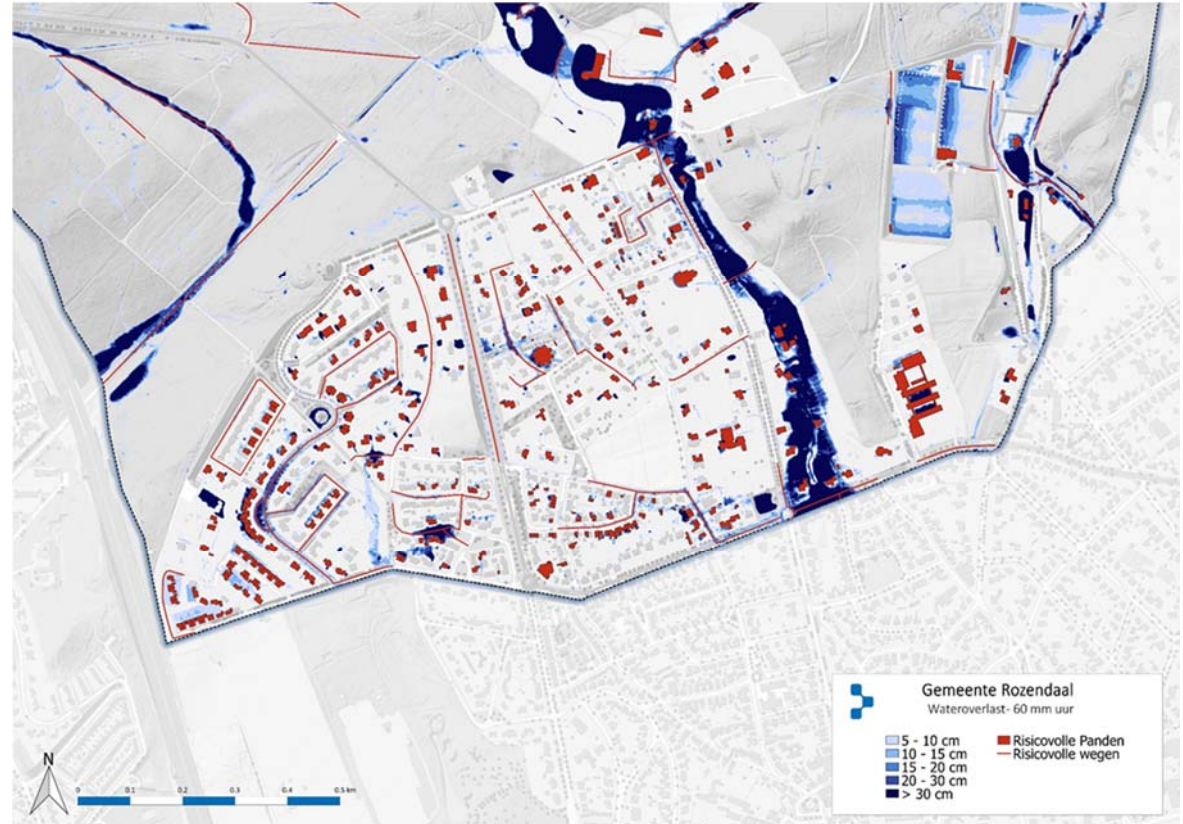 Gemeente Rozendaal
Wateroverlast- 60 mm uur
5 - 10 cm
10 - 15 cm
15 - 20 cm
20 - 30 cm
> 30 cm
Risicovolle Panden
Risicovolle wegen
N
0 0.1 0.2 0.3 0.4 0.5 km